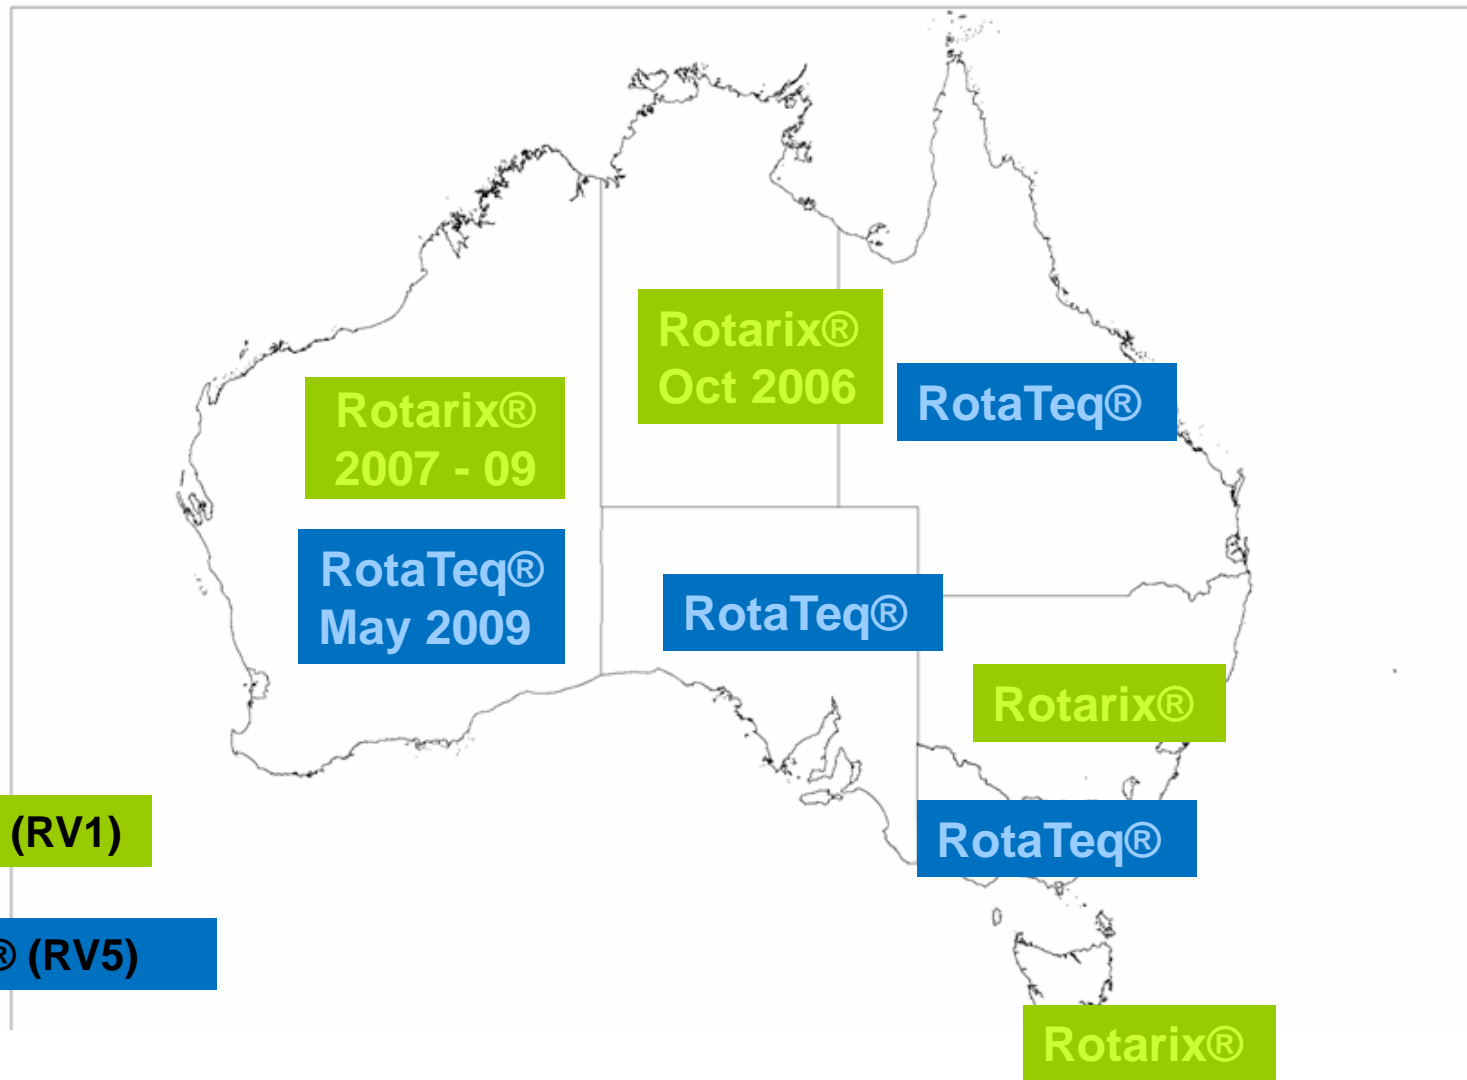 Rotarix®
Oct 2006
RotaTeq®
Rotarix®
2007 - 09
RotaTeq®
May 2009
RotaTeq®
Rotarix®
RotaTeq®
(RV1)
® (RV5)
Rotarix®